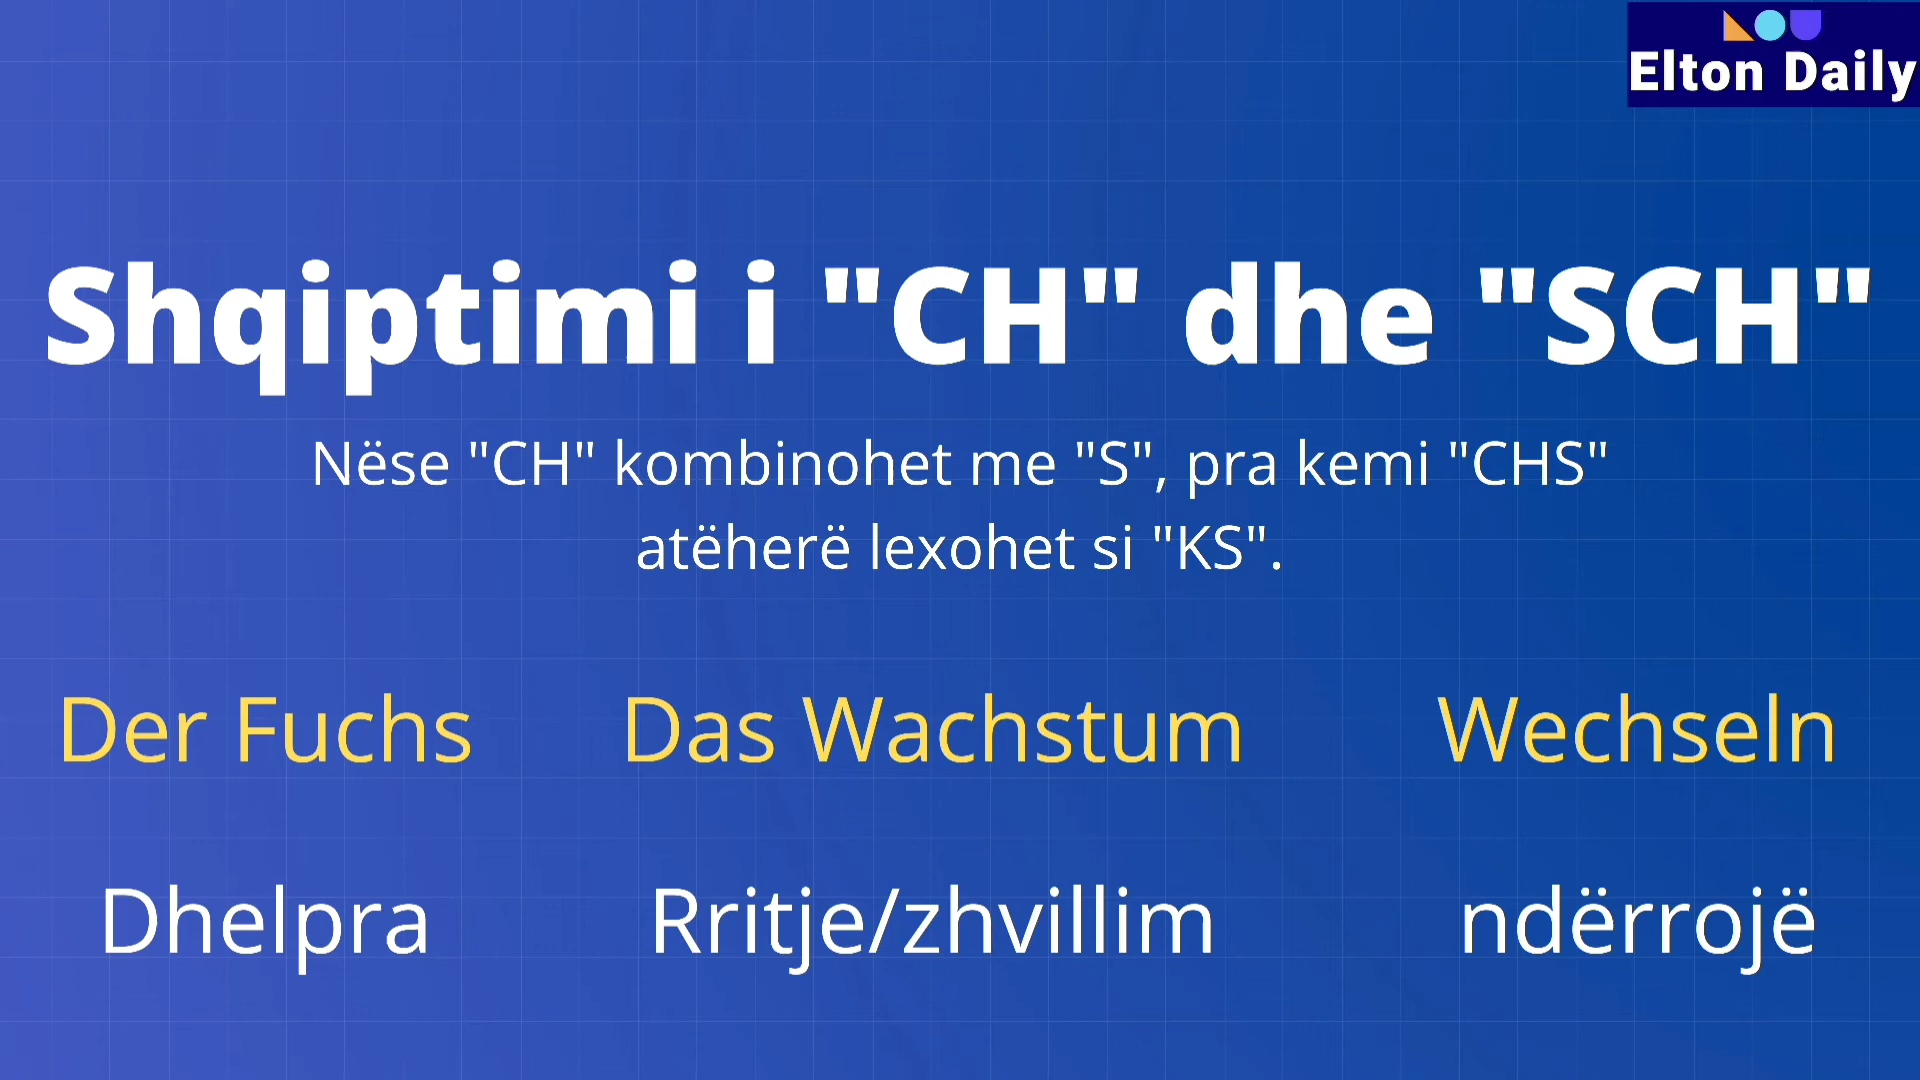 Elton Daily
Shqiptimi i "CH" dhe "SCH"
Nëse "CH" kombinohet me "S", pra kemi "CHS"
atëherë lexohet si "KS".
Der Fuchs Das Wachstum Wechseln
Dhelpra Rritje/zhvillim ndërrojë